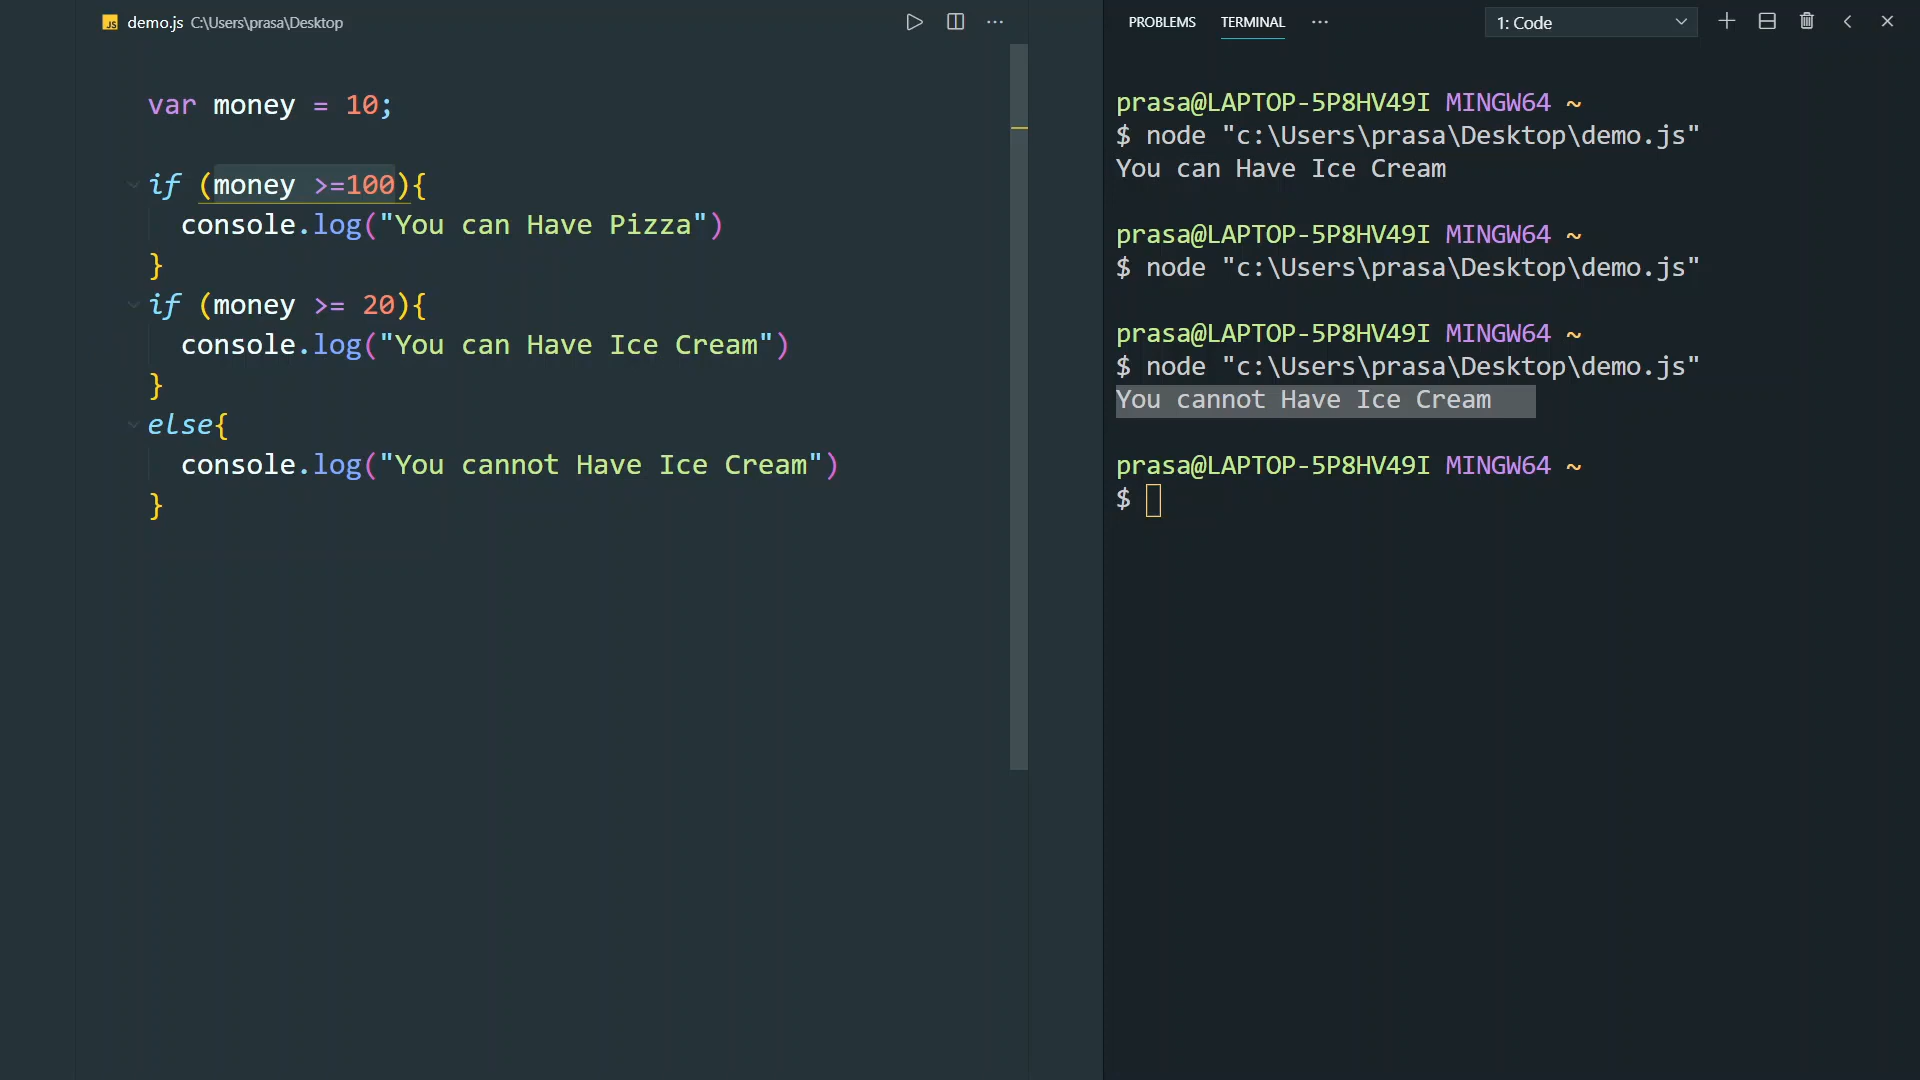 demo.js C:\Users\prasa\Desktop
var money = 10;
if (money >=100){
console.log("You can Have Pizza")
}
if (money >= 20){
console.log("You can Have Ice Cream")
}
else{
console.log("You cannot Have Ice Cream")
}
PROBLEMS TERMINAL ··· 1: Code
prasa@LAPTOP-5P8HV49I MINGW64 ~
$ node "c:\Users\prasa\Desktop\demo.js"
You can Have Ice Cream
prasa@LAPTOP-5P8HV49I MINGW64 ~
$ node "c:\Users\prasa\Desktop\demo.js"
prasa@LAPTOP-5P8HV49I MINGW64 ~
$ node "c:\Users\prasa\Desktop\demo.js"
You cannot Have Ice Cream
prasa@LAPTOP-5P8HV49I MINGW64 ~
$